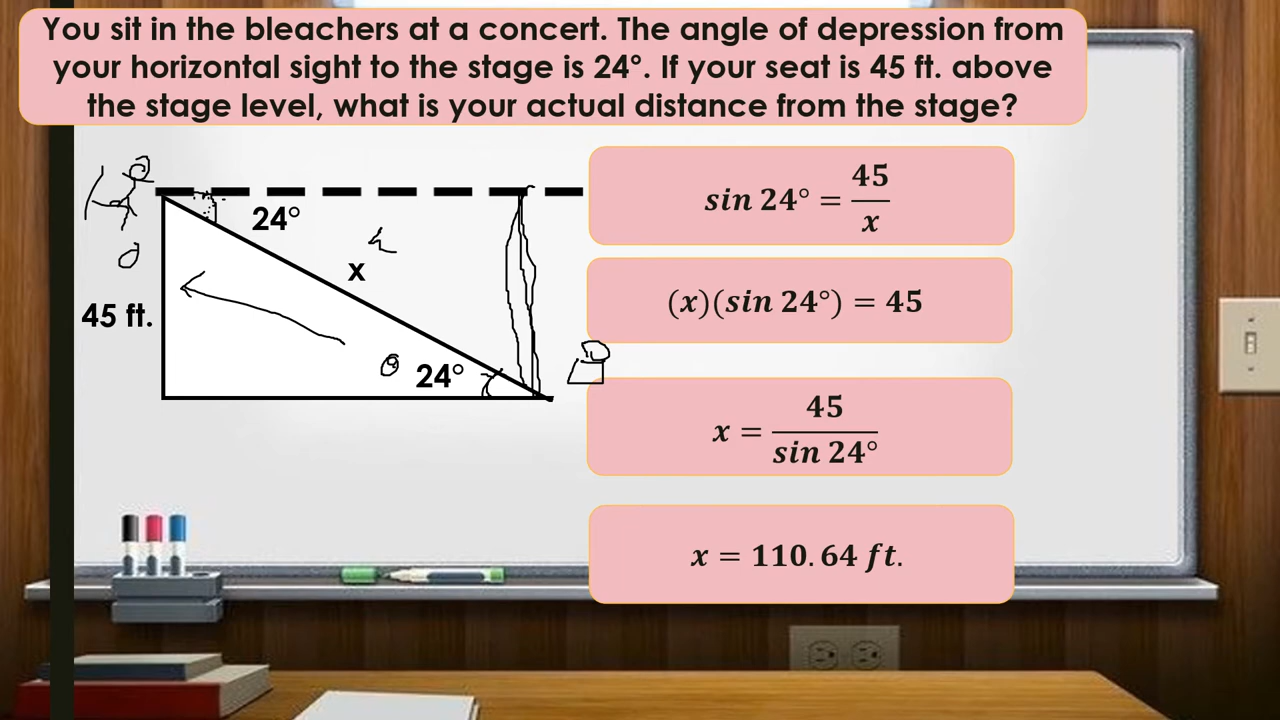 You sit in the bleachers at a concert. The angle of depression from
your horizontal sight to the stage is 24°. If your seat is 45 ft. above
the stage level, what is your actual distance from the stage?
24°
h
x
45 ft.
θ 24°
sin 24° = 45/x
(x)(sin 24°) = 45
x = 45/sin 24°
x = 110.64 ft.